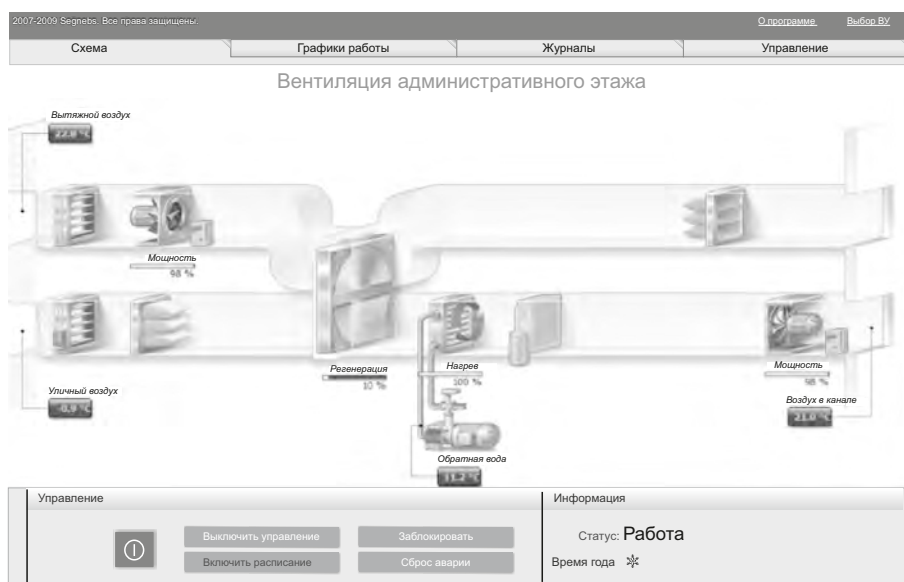 2007-2009 Segnebs. Все права защищены.
О программе Выбор ВУ
Схема Графики работы Журналы Управление
Вентиляция административного этажа
Вытяжной воздух
22.8 °C
Мощность
98 %
Регенерация
10 %
Нагрев
100 %
Мощность
98 %
Уличный воздух
-0.9 °C
Воздух в канале
21.0 °C
Обратная вода
11.2 °C
Управление
Информация
Выключить управление Заблокировать
Статус: Работа
Включить расписание Сброс аварии
Время года